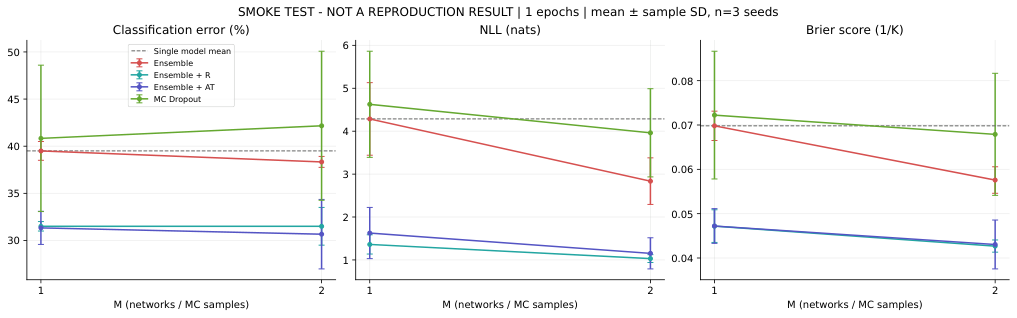 SMOKE TEST - NOT A REPRODUCTION RESULT | 1 epochs | mean ± sample SD, n=3 seeds
Classification error (%)
50
45
40
35
30
1
2
M (networks / MC samples)
Single model mean
Ensemble
Ensemble + R
Ensemble + AT
MC Dropout
NLL (nats)
6
5
4
3
2
1
1
2
M (networks / MC samples)
Brier score (1/K)
0.08
0.07
0.06
0.05
0.04
1
2
M (networks / MC samples)